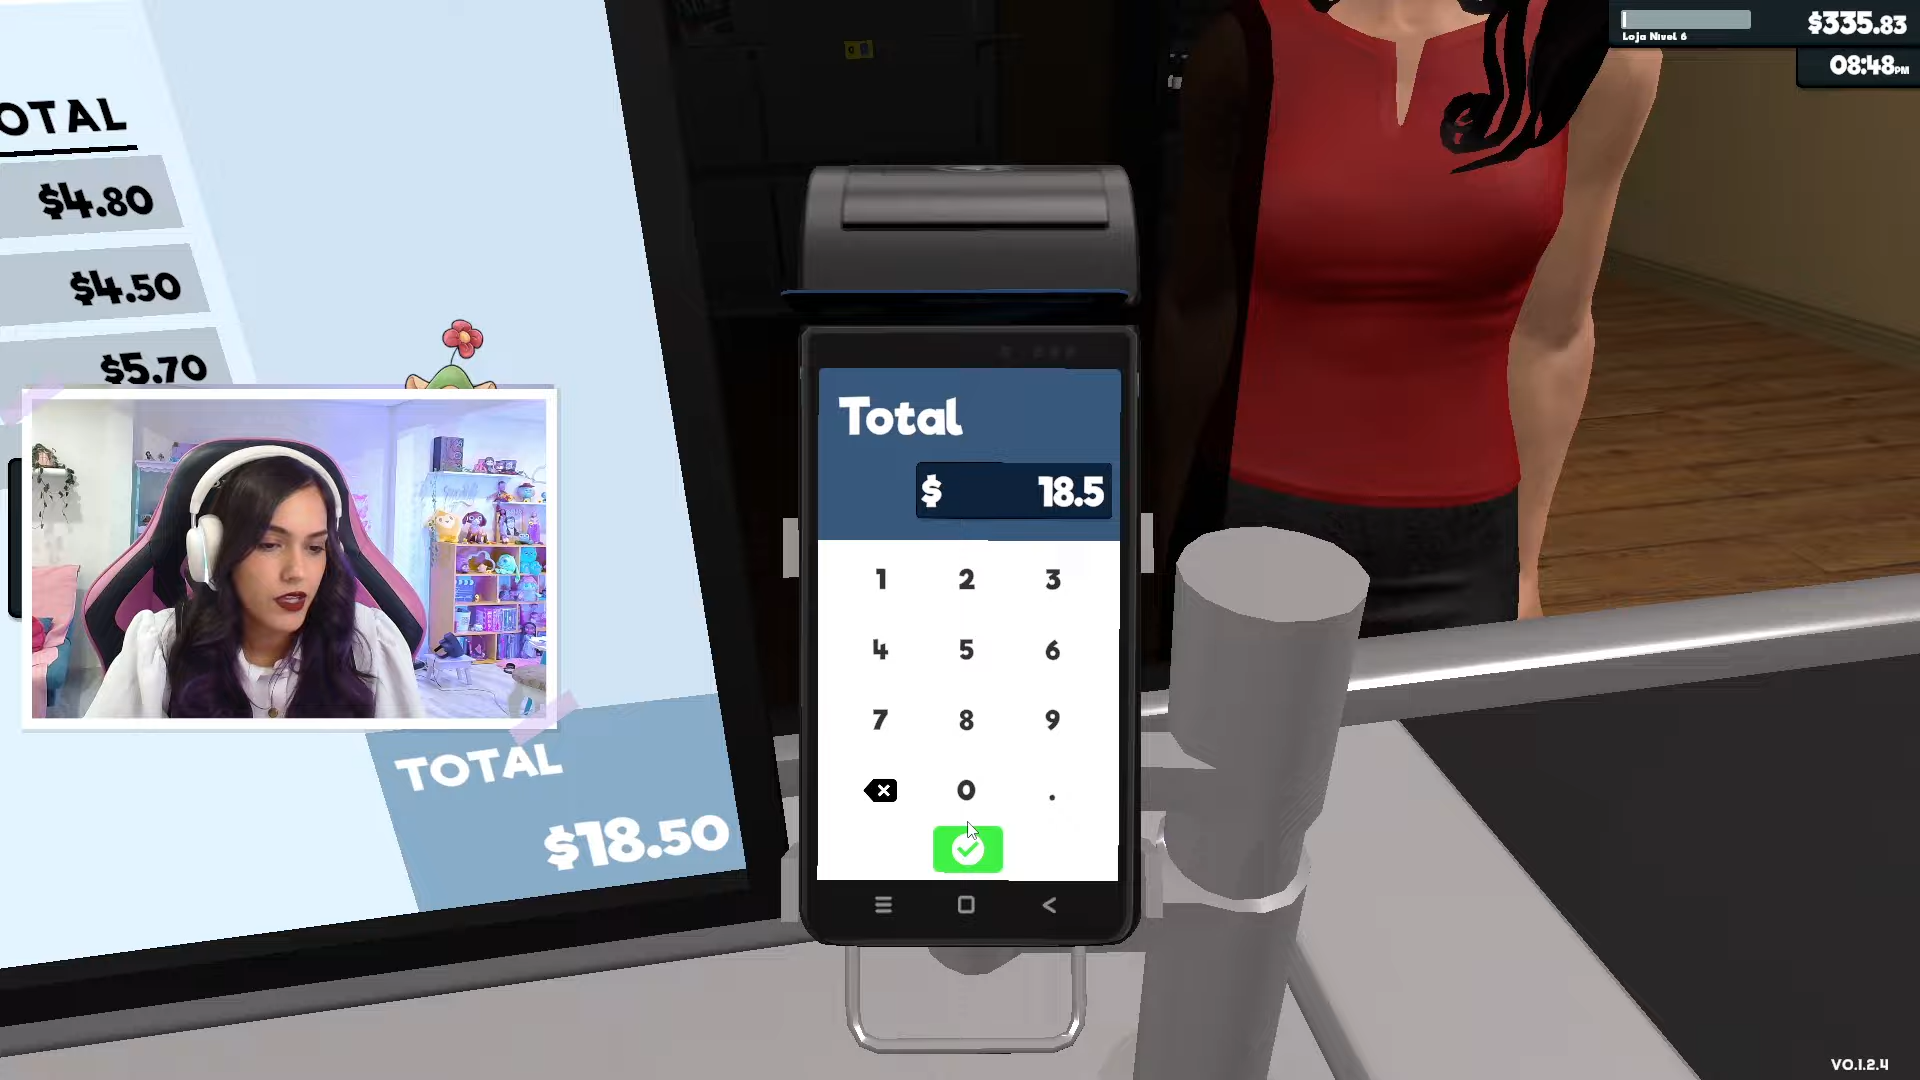 $335.83
Loja Nivel 6
08:48PM
OTAL
$4.80
$4.50
$5.70
TOTAL
$18.50
Total
$ 18.5
1 2 3
4 5 6
7 8 9
0 .
V0.1.2.4